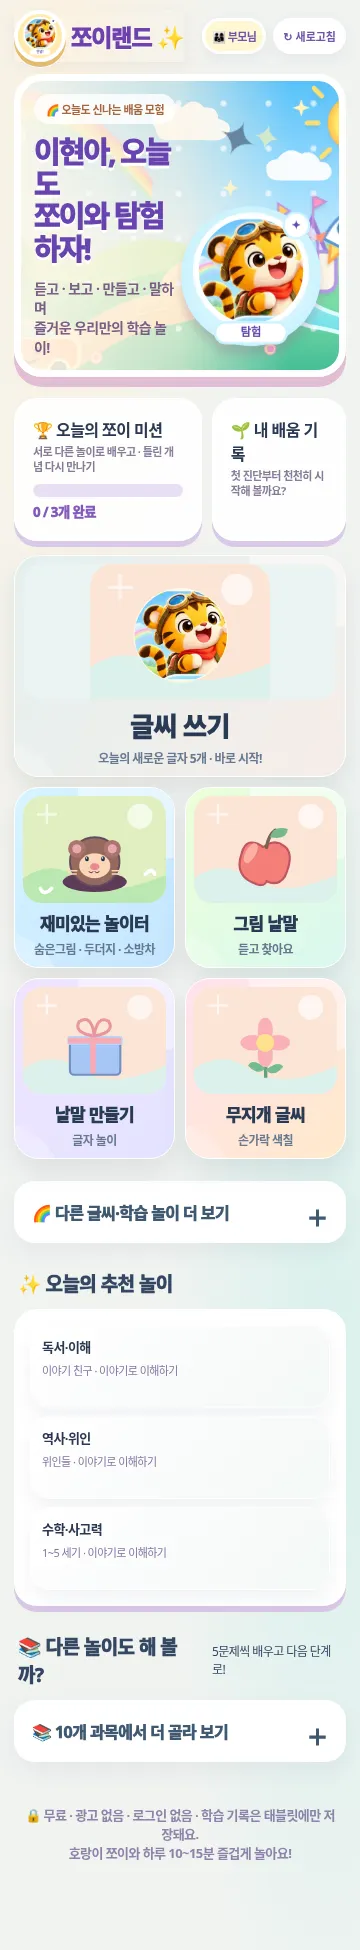 쪼이랜드 ✨
👨‍👩‍👧 부모님
↻ 새로고침
🌈 오늘도 신나는 배움 모험
이현아, 오늘
도
쪼이와 탐험
하자!
듣고 · 보고 · 만들고 · 말하
며
즐거운 우리만의 학습 놀
이!
탐험
🏆 오늘의 쪼이 미션
서로 다른 놀이로 배우고 · 틀린 개
념 다시 만나기
0 / 3개 완료
🌱 내 배움 기
록
첫 진단부터 천천히 시
작해 볼까요?
글씨 쓰기
오늘의 새로운 글자 5개 · 바로 시작!
재미있는 놀이터
숨은그림 · 두더지 · 소방차
그림 낱말
듣고 찾아요
낱말 만들기
글자 놀이
무지개 글씨
손가락 색칠
🌈 다른 글씨·학습 놀이 더 보기
+
✨ 오늘의 추천 놀이
독서·이해
이야기 친구 · 이야기로 이해하기
역사·위인
위인들 · 이야기로 이해하기
수학·사고력
1~5 세기 · 이야기로 이해하기
📚 다른 놀이도 해 볼
까?
5문제씩 배우고 다음 단계
로!
📚 10개 과목에서 더 골라 보기
+
🔒 무료 · 광고 없음 · 로그인 없음 · 학습 기록은 태블릿에만 저
장돼요.
호랑이 쪼이와 하루 10~15분 즐겁게 놀아요!